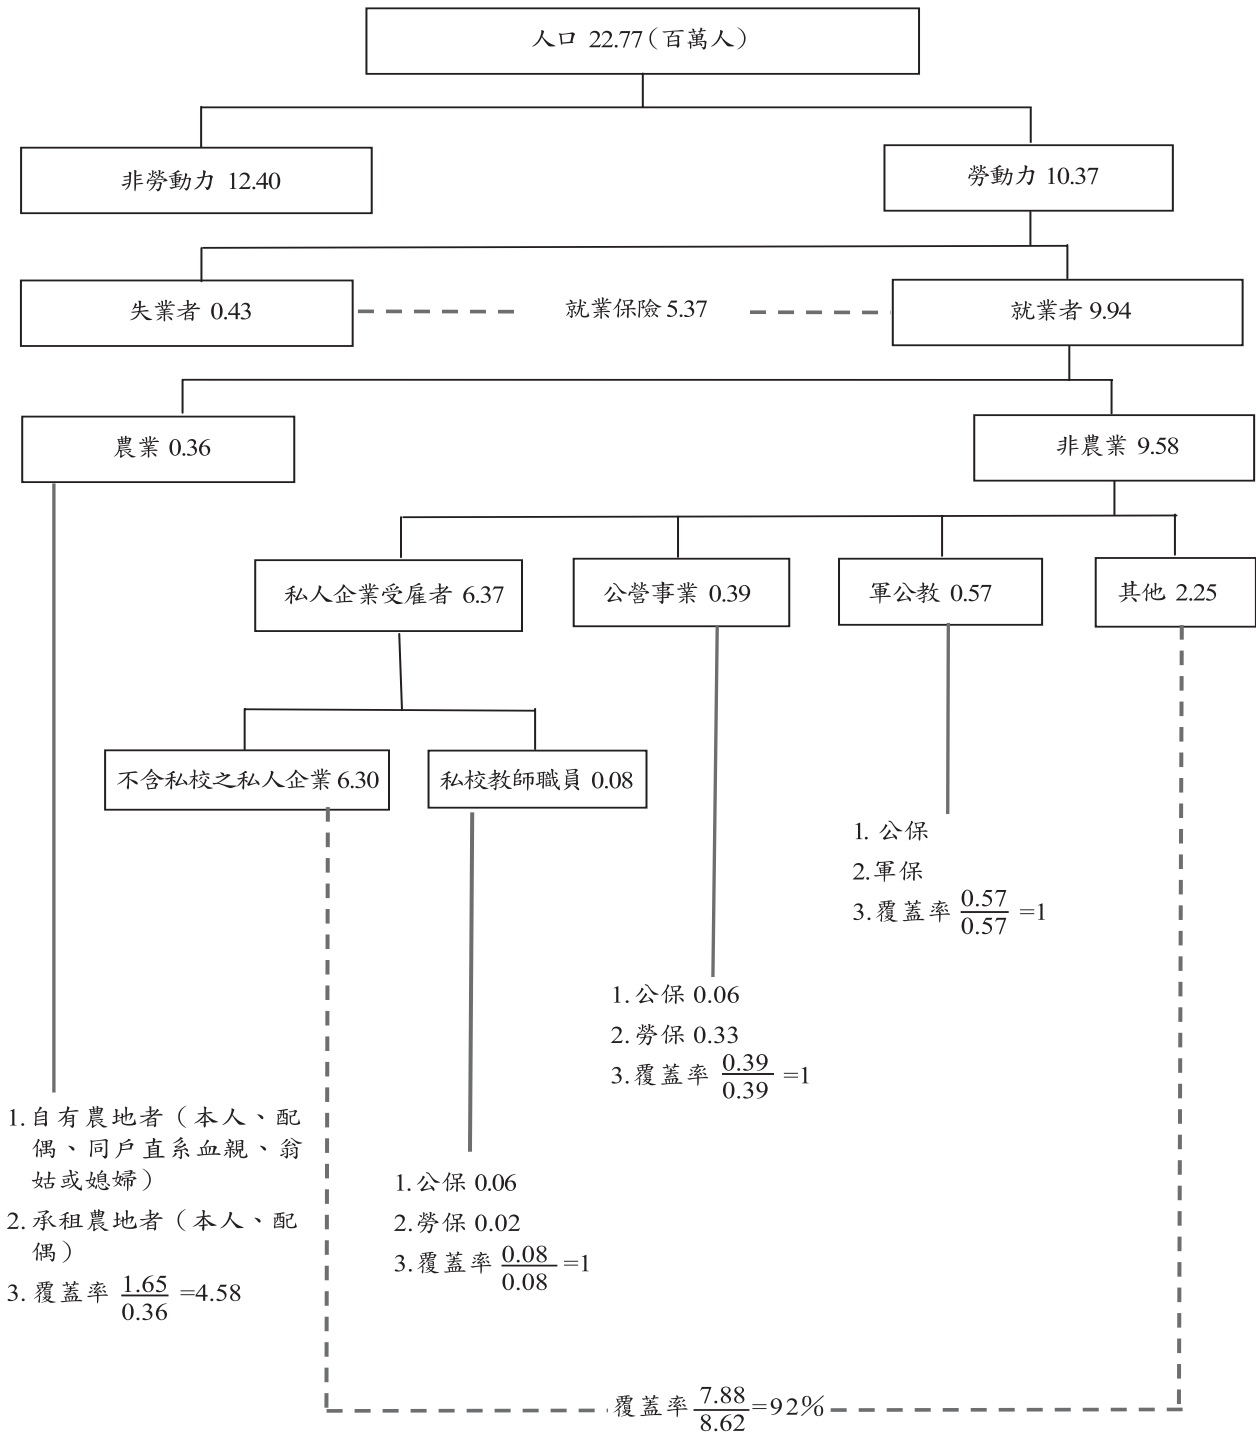 人口 22.77（百萬人）
非勞動力 12.40
勞動力 10.37
失業者 0.43
就業保險 5.37
就業者 9.94
農業 0.36
非農業 9.58
私人企業受雇者 6.37
公營事業 0.39
軍公教 0.57
其他 2.25
不含私校之私人企業 6.30
私校教師職員 0.08
1. 公保
2. 軍保
3. 覆蓋率 0.57/0.57 =1
1. 公保 0.06
2. 勞保 0.33
3. 覆蓋率 0.39/0.39 =1
1. 自有農地者（本人、配
偶、同戶直系血親、翁
姑或媳婦）
2. 承租農地者（本人、配
偶）
3. 覆蓋率 1.65/0.36 =4.58
1. 公保 0.06
2. 勞保 0.02
3. 覆蓋率 0.08/0.08 =1
覆蓋率 7.88/8.62 =92%